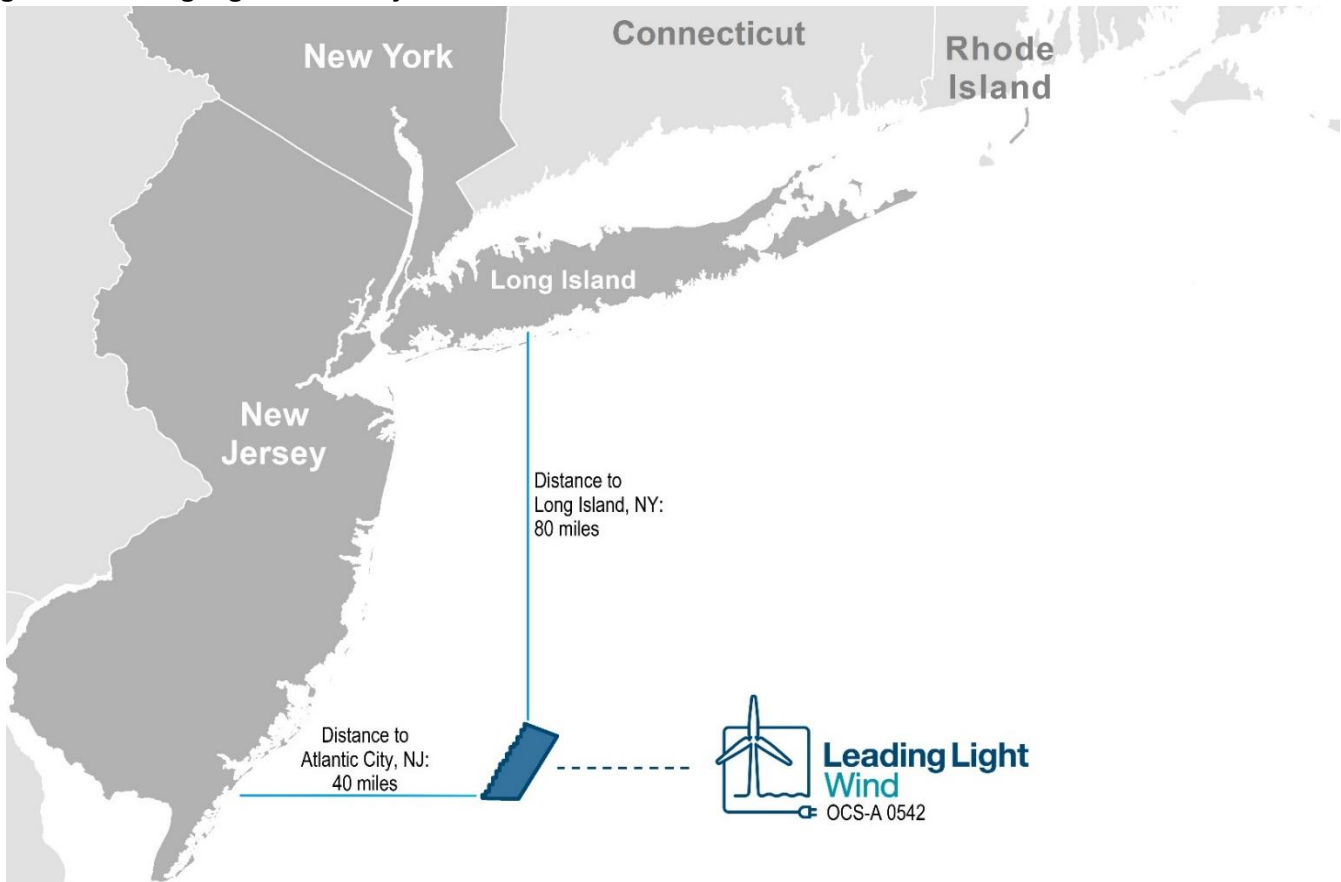 New York
Connecticut
Rhode
Island
Long Island
New
Jersey
Distance to
Long Island, NY:
80 miles
Distance to
Atlantic City, NJ:
40 miles
Leading Light
Wind
OCS-A 0542